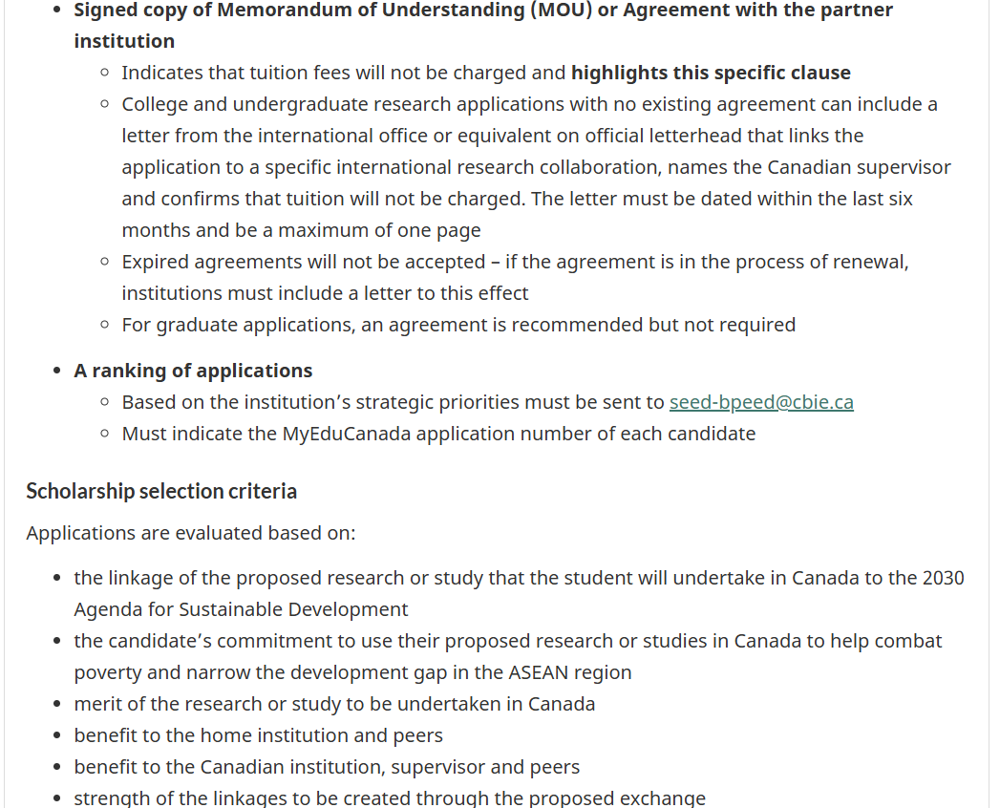 Signed copy of Memorandum of Understanding (MOU) or Agreement with the partner
institution
Indicates that tuition fees will not be charged and highlights this specific clause
College and undergraduate research applications with no existing agreement can include a
letter from the international office or equivalent on official letterhead that links the
application to a specific international research collaboration, names the Canadian supervisor
and confirms that tuition will not be charged. The letter must be dated within the last six
months and be a maximum of one page
Expired agreements will not be accepted – if the agreement is in the process of renewal,
institutions must include a letter to this effect
For graduate applications, an agreement is recommended but not required
A ranking of applications
Based on the institution’s strategic priorities must be sent to seed-bpeed@cbie.ca
Must indicate the MyEduCanada application number of each candidate
Scholarship selection criteria
Applications are evaluated based on:
the linkage of the proposed research or study that the student will undertake in Canada to the 2030
Agenda for Sustainable Development
the candidate’s commitment to use their proposed research or studies in Canada to help combat
poverty and narrow the development gap in the ASEAN region
merit of the research or study to be undertaken in Canada
benefit to the home institution and peers
benefit to the Canadian institution, supervisor and peers
strength of the linkages to be created through the proposed exchange